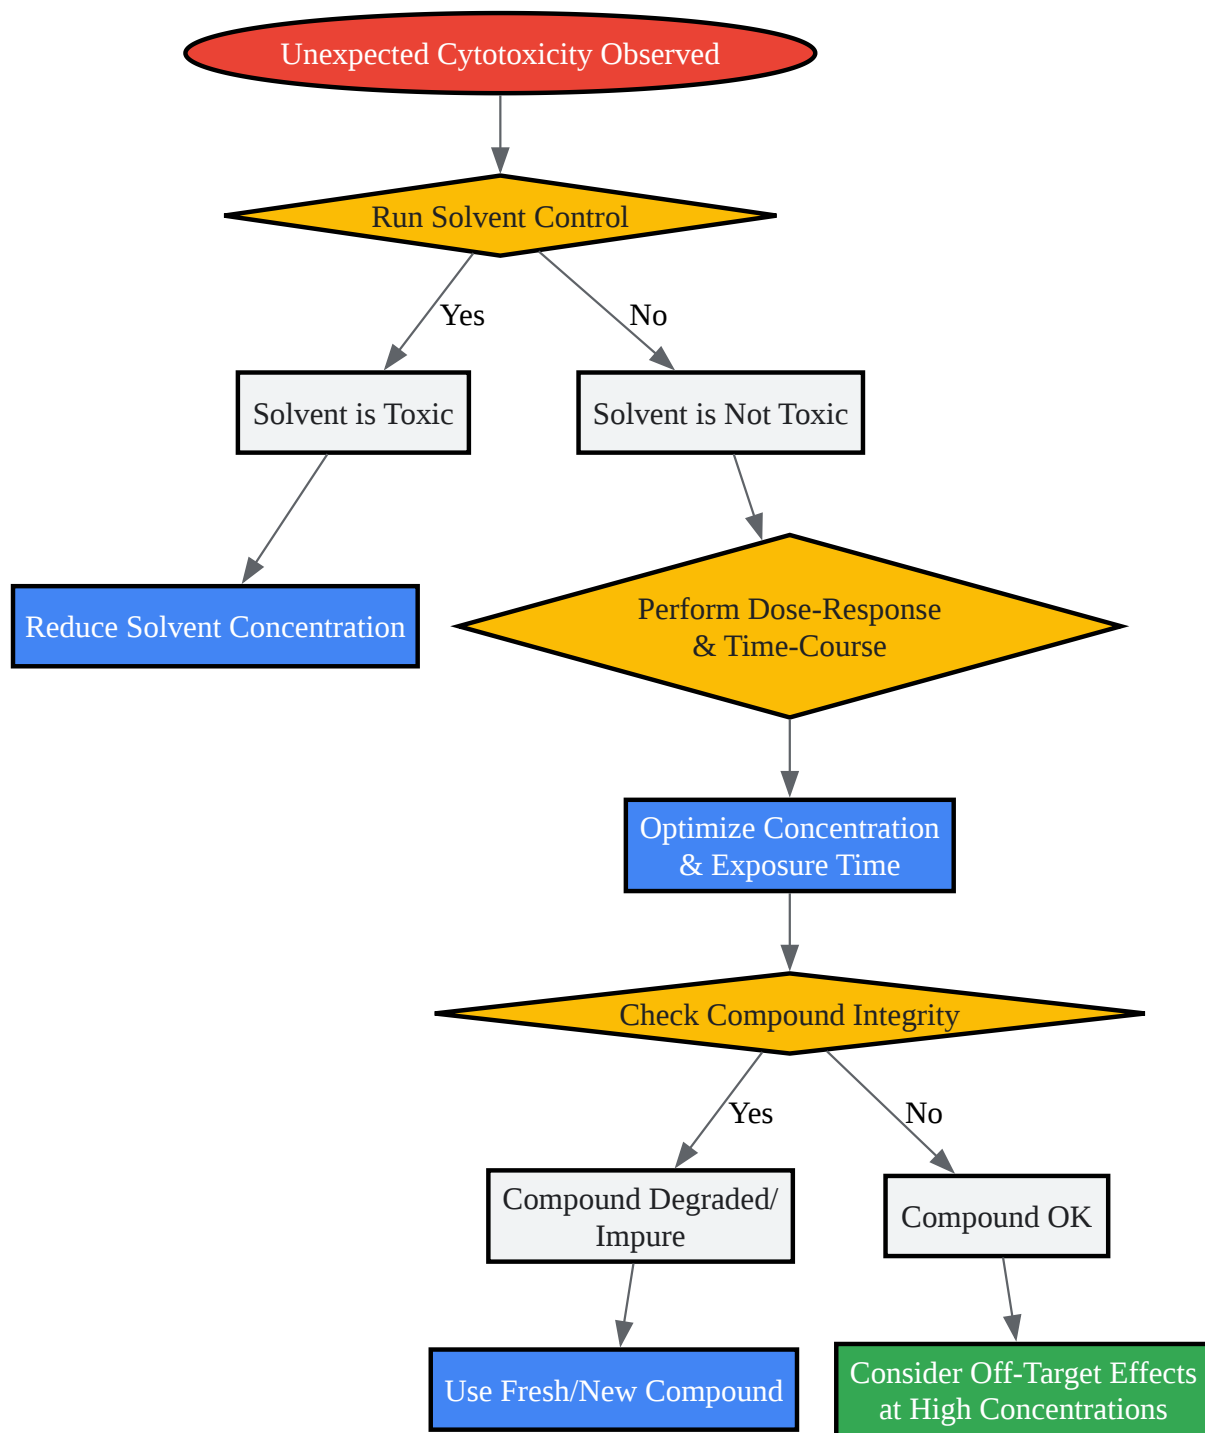 Unexpected Cytotoxicity Observed
Run Solvent Control
Yes
No
Solvent is Toxic
Solvent is Not Toxic
Reduce Solvent Concentration
Perform Dose-Response
& Time-Course
Optimize Concentration
& Exposure Time
Check Compound Integrity
Yes
No
Compound Degraded/
Impure
Compound OK
Use Fresh/New Compound
Consider Off-Target Effects
at High Concentrations